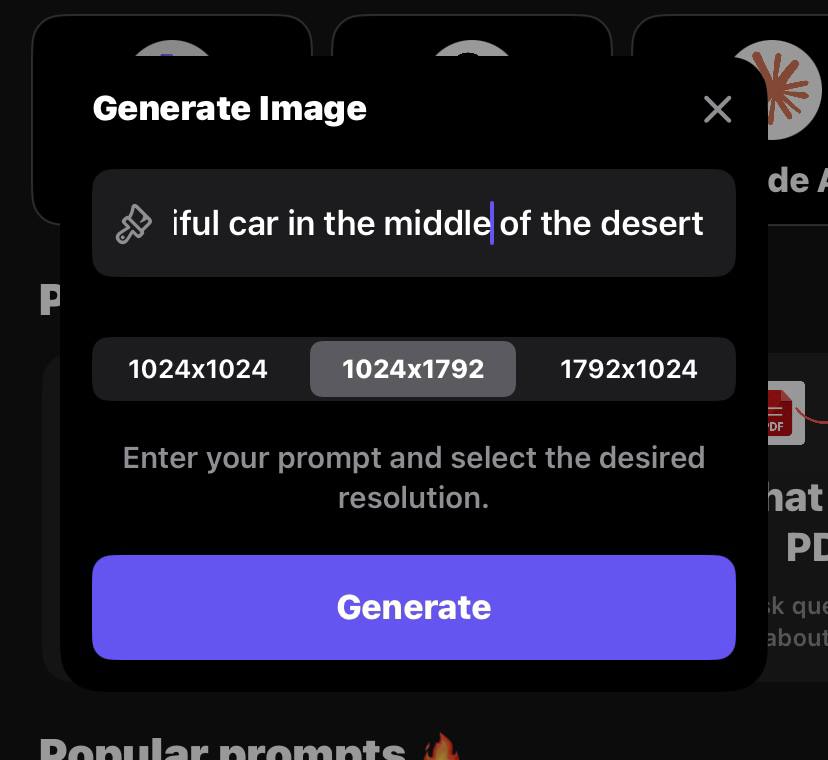 Generate Image
iful car in the middle of the desert
1024x1024 1024x1792 1792x1024
Enter your prompt and select the desired
resolution.
Generate
de A
P
PDF
hat
PD
sk que
about
Popular prompts 🔥